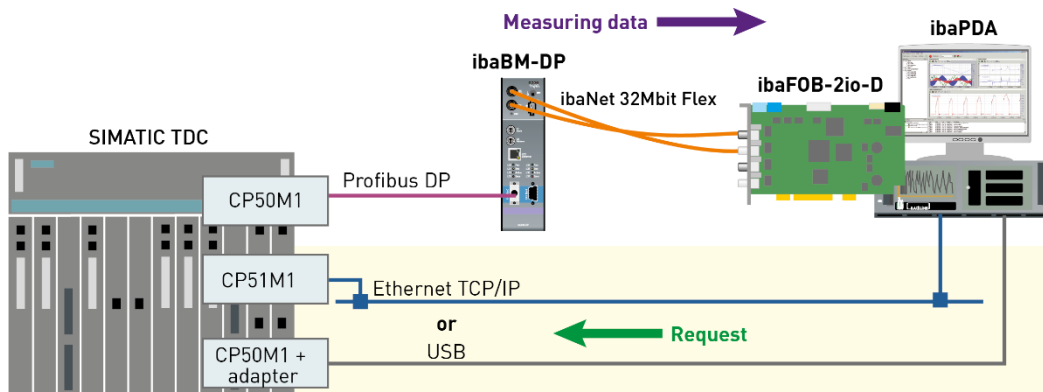 Measuring data
ibaPDA
ibaBM-DP
ibaFOB-2io-D
ibaNet 32Mbit Flex
SIMATIC TDC
Profibus DP
CP50M1
CP51M1
Ethernet TCP/IP
or
Request
USB
CP50M1 +
adapter